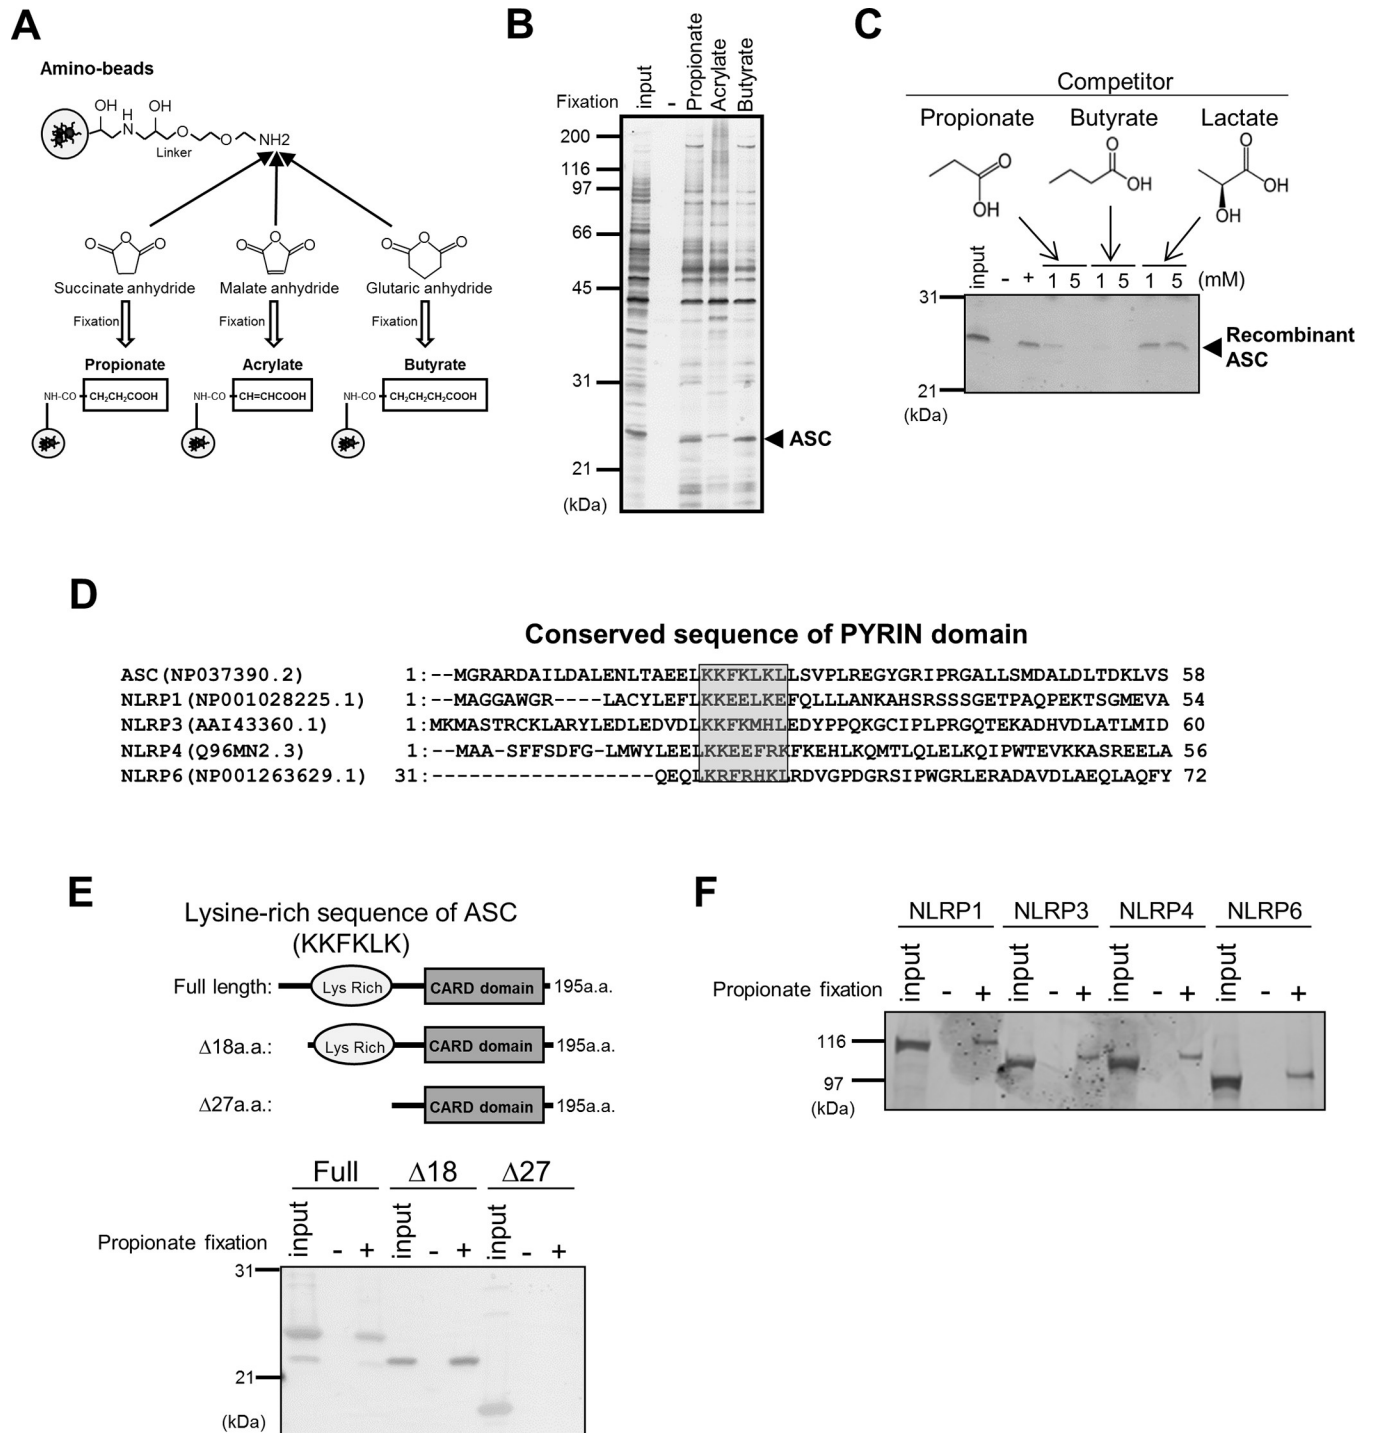 A
Amino-beads
OH
H
N
OH
O
O
NH2
Linker
O
O
O
O
O
O
O
O
O
Succinate anhydride
Malate anhydride
Glutaric anhydride
Fixation
Fixation
Fixation
Propionate
Acrylate
Butyrate
NH-CO
CH₂CH₂COOH
NH-CO
CH=CHCOOH
NH-CO
CH₂CH₂CH₂COOH
B
Fixation
input
-
Propionate
Acrylate
Butyrate
200
116
97
66
45
31
21
(kDa)
ASC
C
Competitor
Propionate
Butyrate
Lactate
O
OH
O
OH
O
OH
OH
input
- + 1 5 1 5 1 5 (mM)
31
21
(kDa)
Recombinant
ASC
D
Conserved sequence of PYRIN domain
ASC(NP037390.2) 1:--MGRARDAILDALENLTAEELKKFKLKLLSVPLREGYGRIPRGALLSMDALDLTDKLVS 58
NLRP1(NP001028225.1) 1:--MAGGAWGR----LACYLEFLKKEELKEFQLLLANKAHSRSSSGETPAQPEKTSGMEVA 54
NLRP3(AAI43360.1) 1:MKMASTRCKLARYLEDLEDVDLKKFKMHLEDYPPQKGCIPLPRGQTEKADHVDLATLMID 60
NLRP4(Q96MN2.3) 1:--MAA-SFFSDFG-LMWYLEELKKEEFRKFKEHLKQMTLQLELKQIPWTEVKKASREELA 56
NLRP6(NP001263629.1) 31:------------------QEQLKRFRHKLRDVGPDGRSIPWGRLERADAVDLAEQLAQFY 72
E
Lysine-rich sequence of ASC
(KKFKLK)
Full length: Lys Rich CARD domain 195a.a.
Δ18a.a.: Lys Rich CARD domain 195a.a.
Δ27a.a.: CARD domain 195a.a.
Full Δ18 Δ27
Propionate fixation input - + input - + input - +
31
21
(kDa)
F
NLRP1 NLRP3 NLRP4 NLRP6
Propionate fixation input - + input - + input - + input - +
116
97
(kDa)